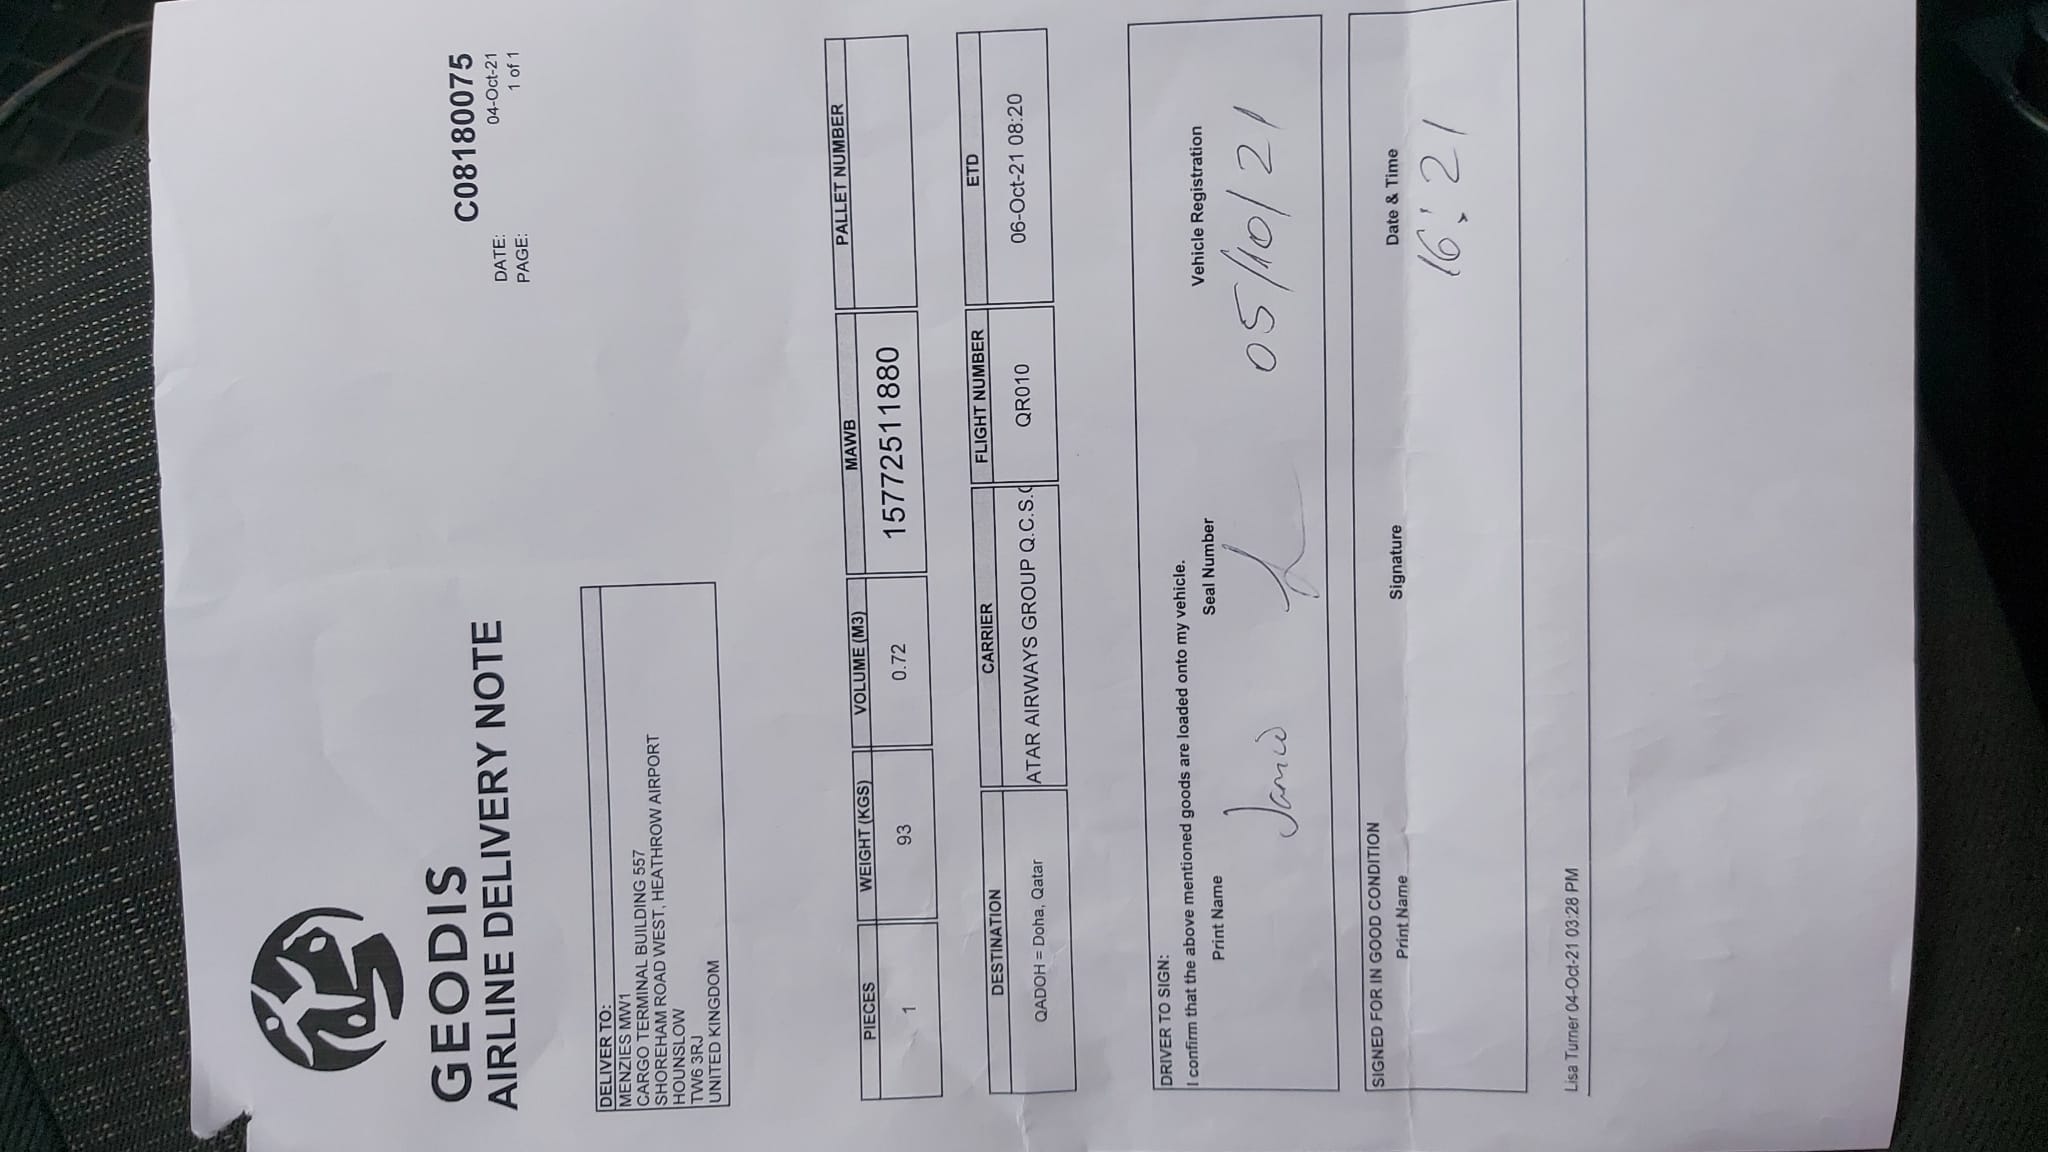 GEODIS
AIRLINE DELIVERY NOTE
C08180075
DATE: 04-Oct-21
PAGE: 1 of 1
DELIVER TO:
MENZIES MW1
CARGO TERMINAL BUILDING 557
SHOREHAM ROAD WEST, HEATHROW AIRPORT
HOUNSLOW
TW6 3RJ
UNITED KINGDOM
PIECES WEIGHT (KGS) VOLUME (M3) MAWB PALLET NUMBER
1 93 0.72 15772511880
DESTINATION CARRIER FLIGHT NUMBER ETD
QADOH = Doha, Qatar ATAR AIRWAYS GROUP Q.C.S. QR010 06-Oct-21 08:20
DRIVER TO SIGN:
I confirm that the above mentioned goods are loaded onto my vehicle.
Print Name Seal Number Vehicle Registration
05/10/21
SIGNED FOR IN GOOD CONDITION
Print Name Signature Date & Time
16:21
Lisa Turner 04-Oct-21 03:28 PM